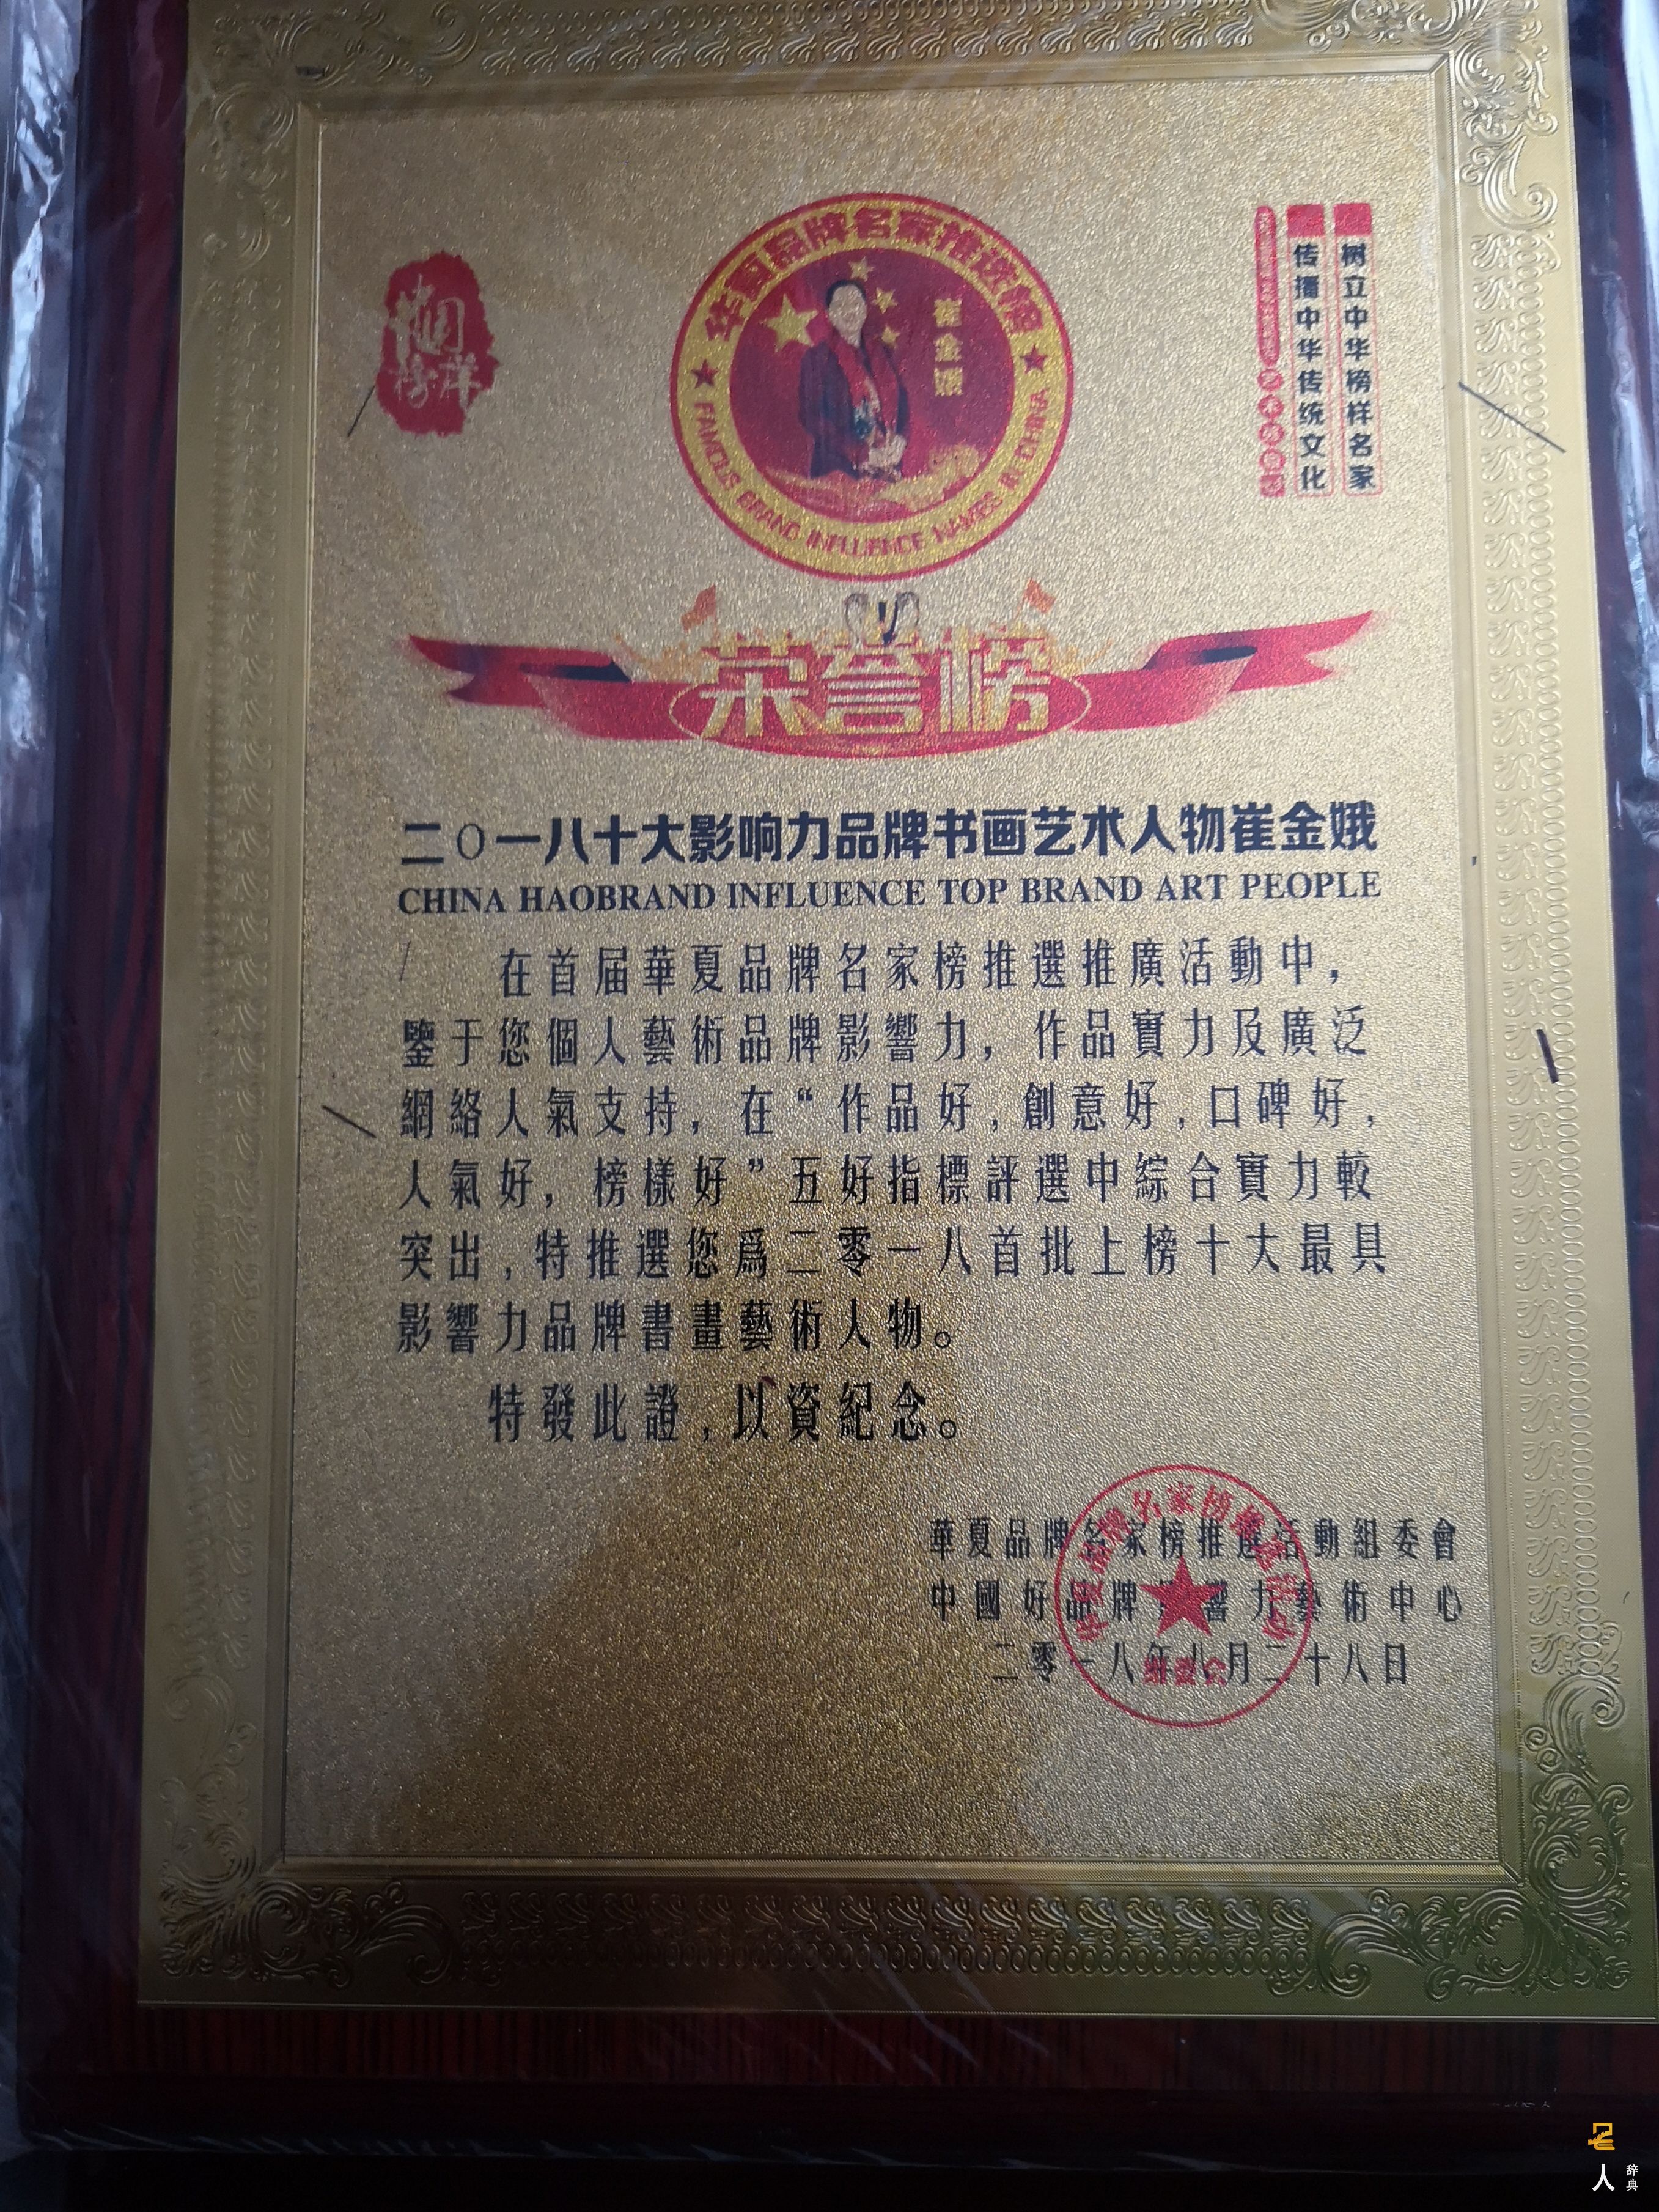 中国
榜样
华夏品牌名家推选榜
崔金娥
FAMOUS BRAND INFLUENCE NAMES IN CHINA
树立中华榜样名家
传播中华传统文化
荣誉榜
二〇一八十大影响力品牌书画艺术人物崔金娥
CHINA HAOBRAND INFLUENCE TOP BRAND ART PEOPLE
在首届華夏品牌名家榜推選推廣活動中，
鑒于您個人藝術品牌影響力，作品實力及廣泛
網絡人氣支持，在“作品好，創意好，口碑好，
人氣好，榜樣好”五好指標評選中綜合實力較
突出，特推選您爲二零一八首批上榜十大最具
影響力品牌書畫藝術人物。
特發此證，以資紀念。
華夏品牌名家榜推選活動組委會
中國好品牌影響力藝術中心
二零一八年八月二十八日
人
辞典